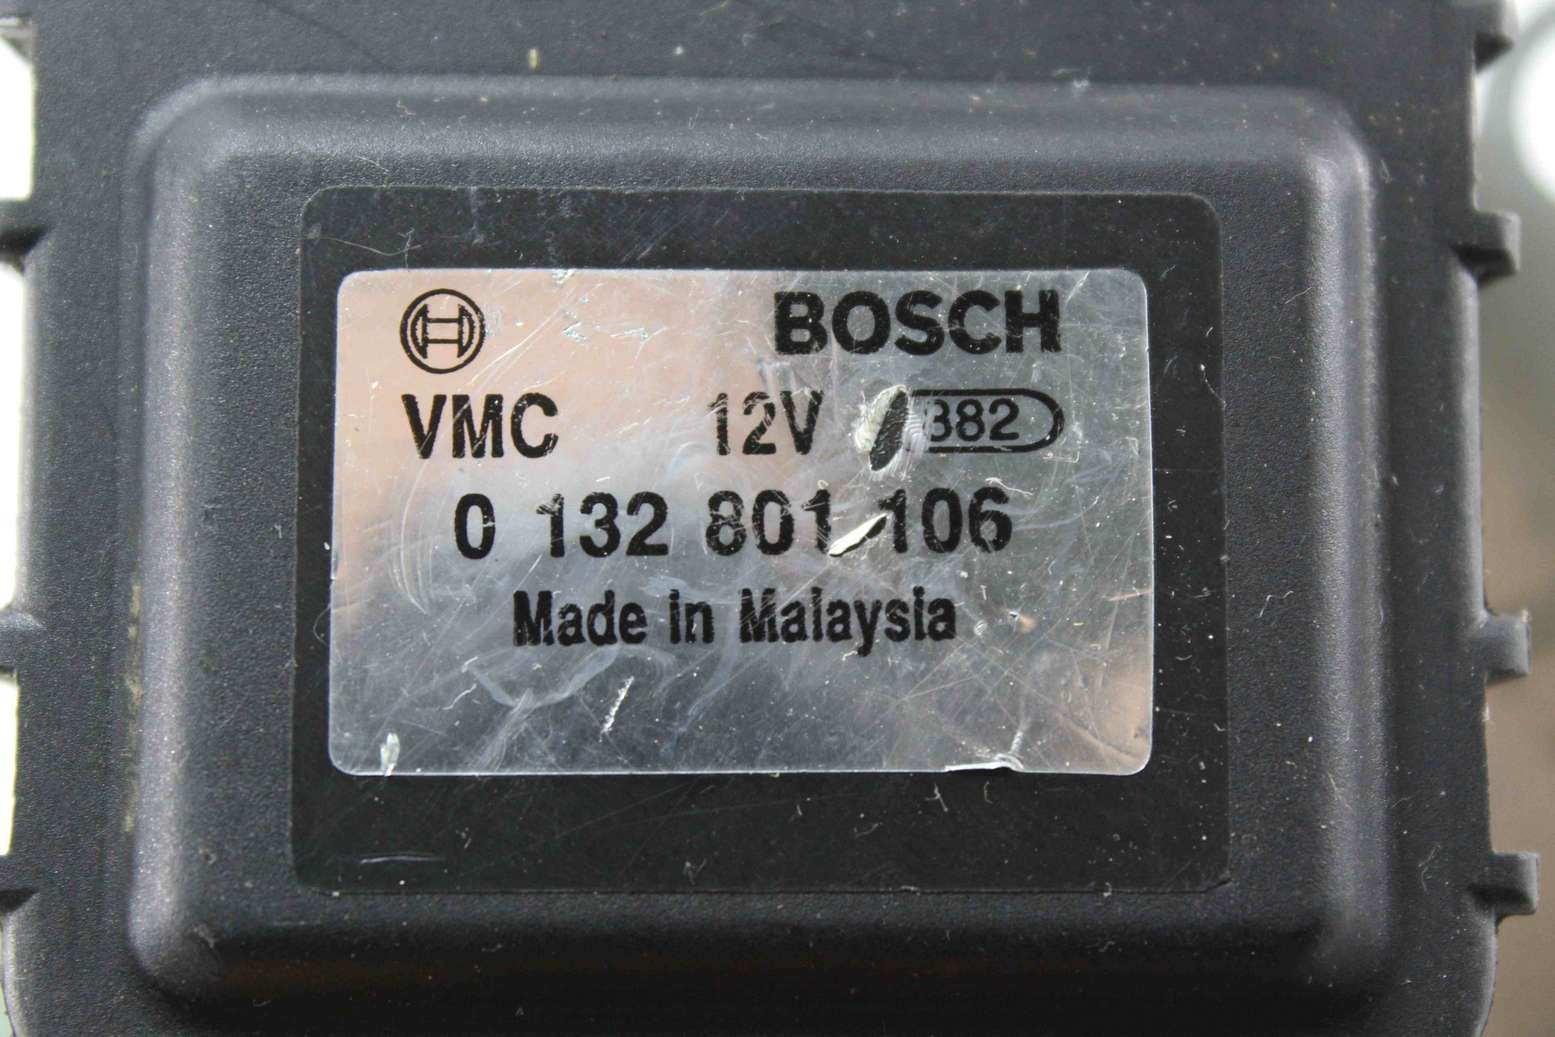 BOSCH
VMC 12V 382
0 132 801 106
Made in Malaysia